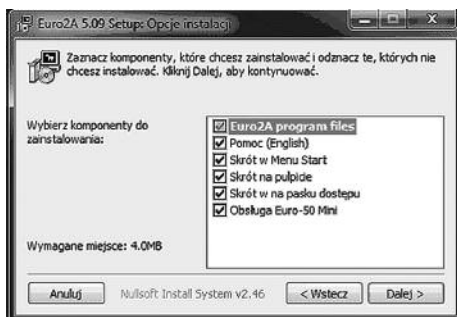 Euro2A 5.09 Setup: Opcje instalacji
Zaznacz komponenty, które chcesz zainstalować i odznacz te, których nie
chcesz instalować. Kliknij Dalej, aby kontynuować.
Wybierz komponenty do
zainstalowania:
Euro2A program files
Pomoc (English)
Skrót w Menu Start
Skrót na pulpicie
Skrót w na pasku dostępu
Obsługa Euro-50 Mini
Wymagane miejsce: 4.0MB
Anuluj
Nullsoft Install System v2.46
< Wstecz
Dalej >